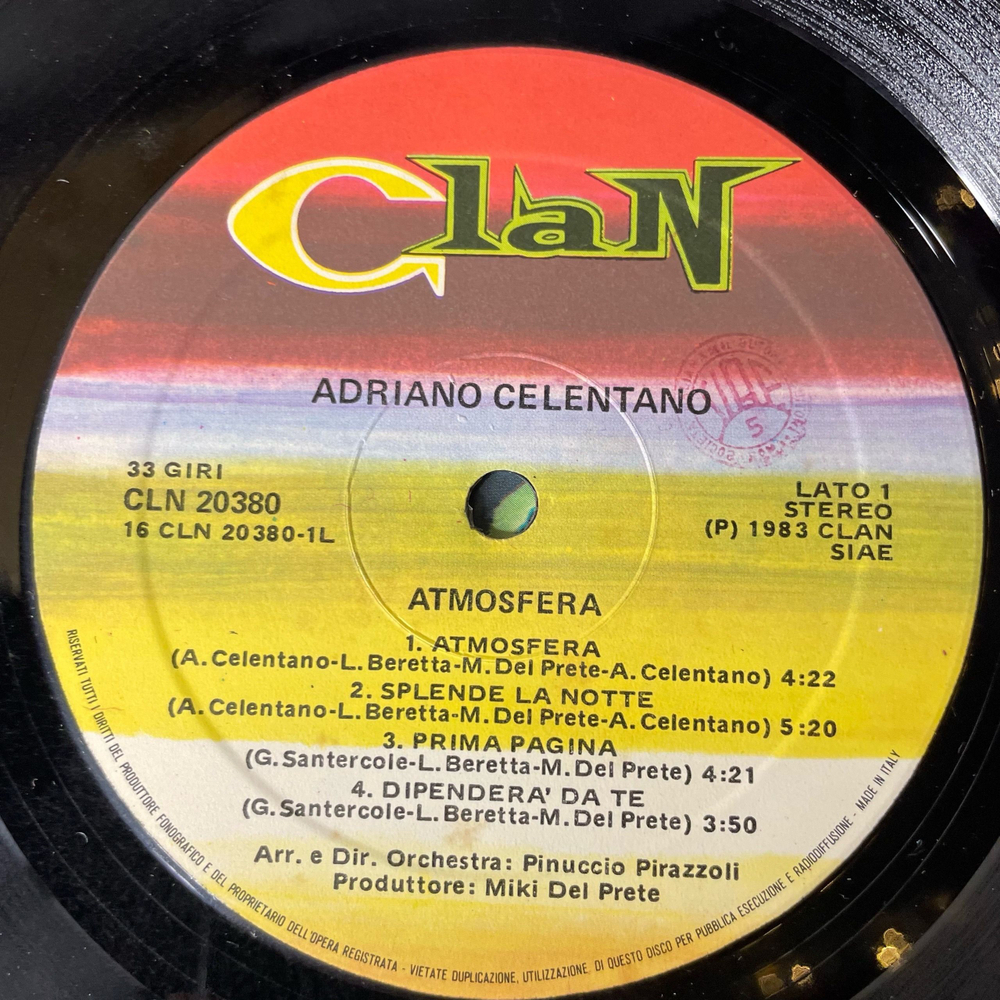 Clan
ADRIANO CELENTANO
5
33 GIRI
CLN 20380
16 CLN 20380-1L
LATO 1
STEREO
(P) 1983 CLAN
SIAE
ATMOSFERA
1. ATMOSFERA
(A. Celentano-L. Beretta-M. Del Prete-A. Celentano) 4:22
2. SPLENDE LA NOTTE
(A. Celentano-L. Beretta-M. Del Prete-A. Celentano) 5:20
3. PRIMA PAGINA
(G. Santercole-L. Beretta-M. Del Prete) 4:21
4. DIPENDERA' DA TE
(G. Santercole-L. Beretta-M. Del Prete) 3:50
Arr. e Dir. Orchestra: Pinuccio Pirazzoli
Produttore: Miki Del Prete
RISERVATI TUTTI I DIRITTI DEL PRODUTTORE FONOGRAFICO E DEL PROPRIETARIO DELL'OPERA REGISTRATA - VIETATE DUPLICAZIONE, UTILIZZAZIONE, DI QUESTO DISCO PER PUBBLICA ESECUZIONE E RADIODIFFUSIONE - MADE IN ITALY